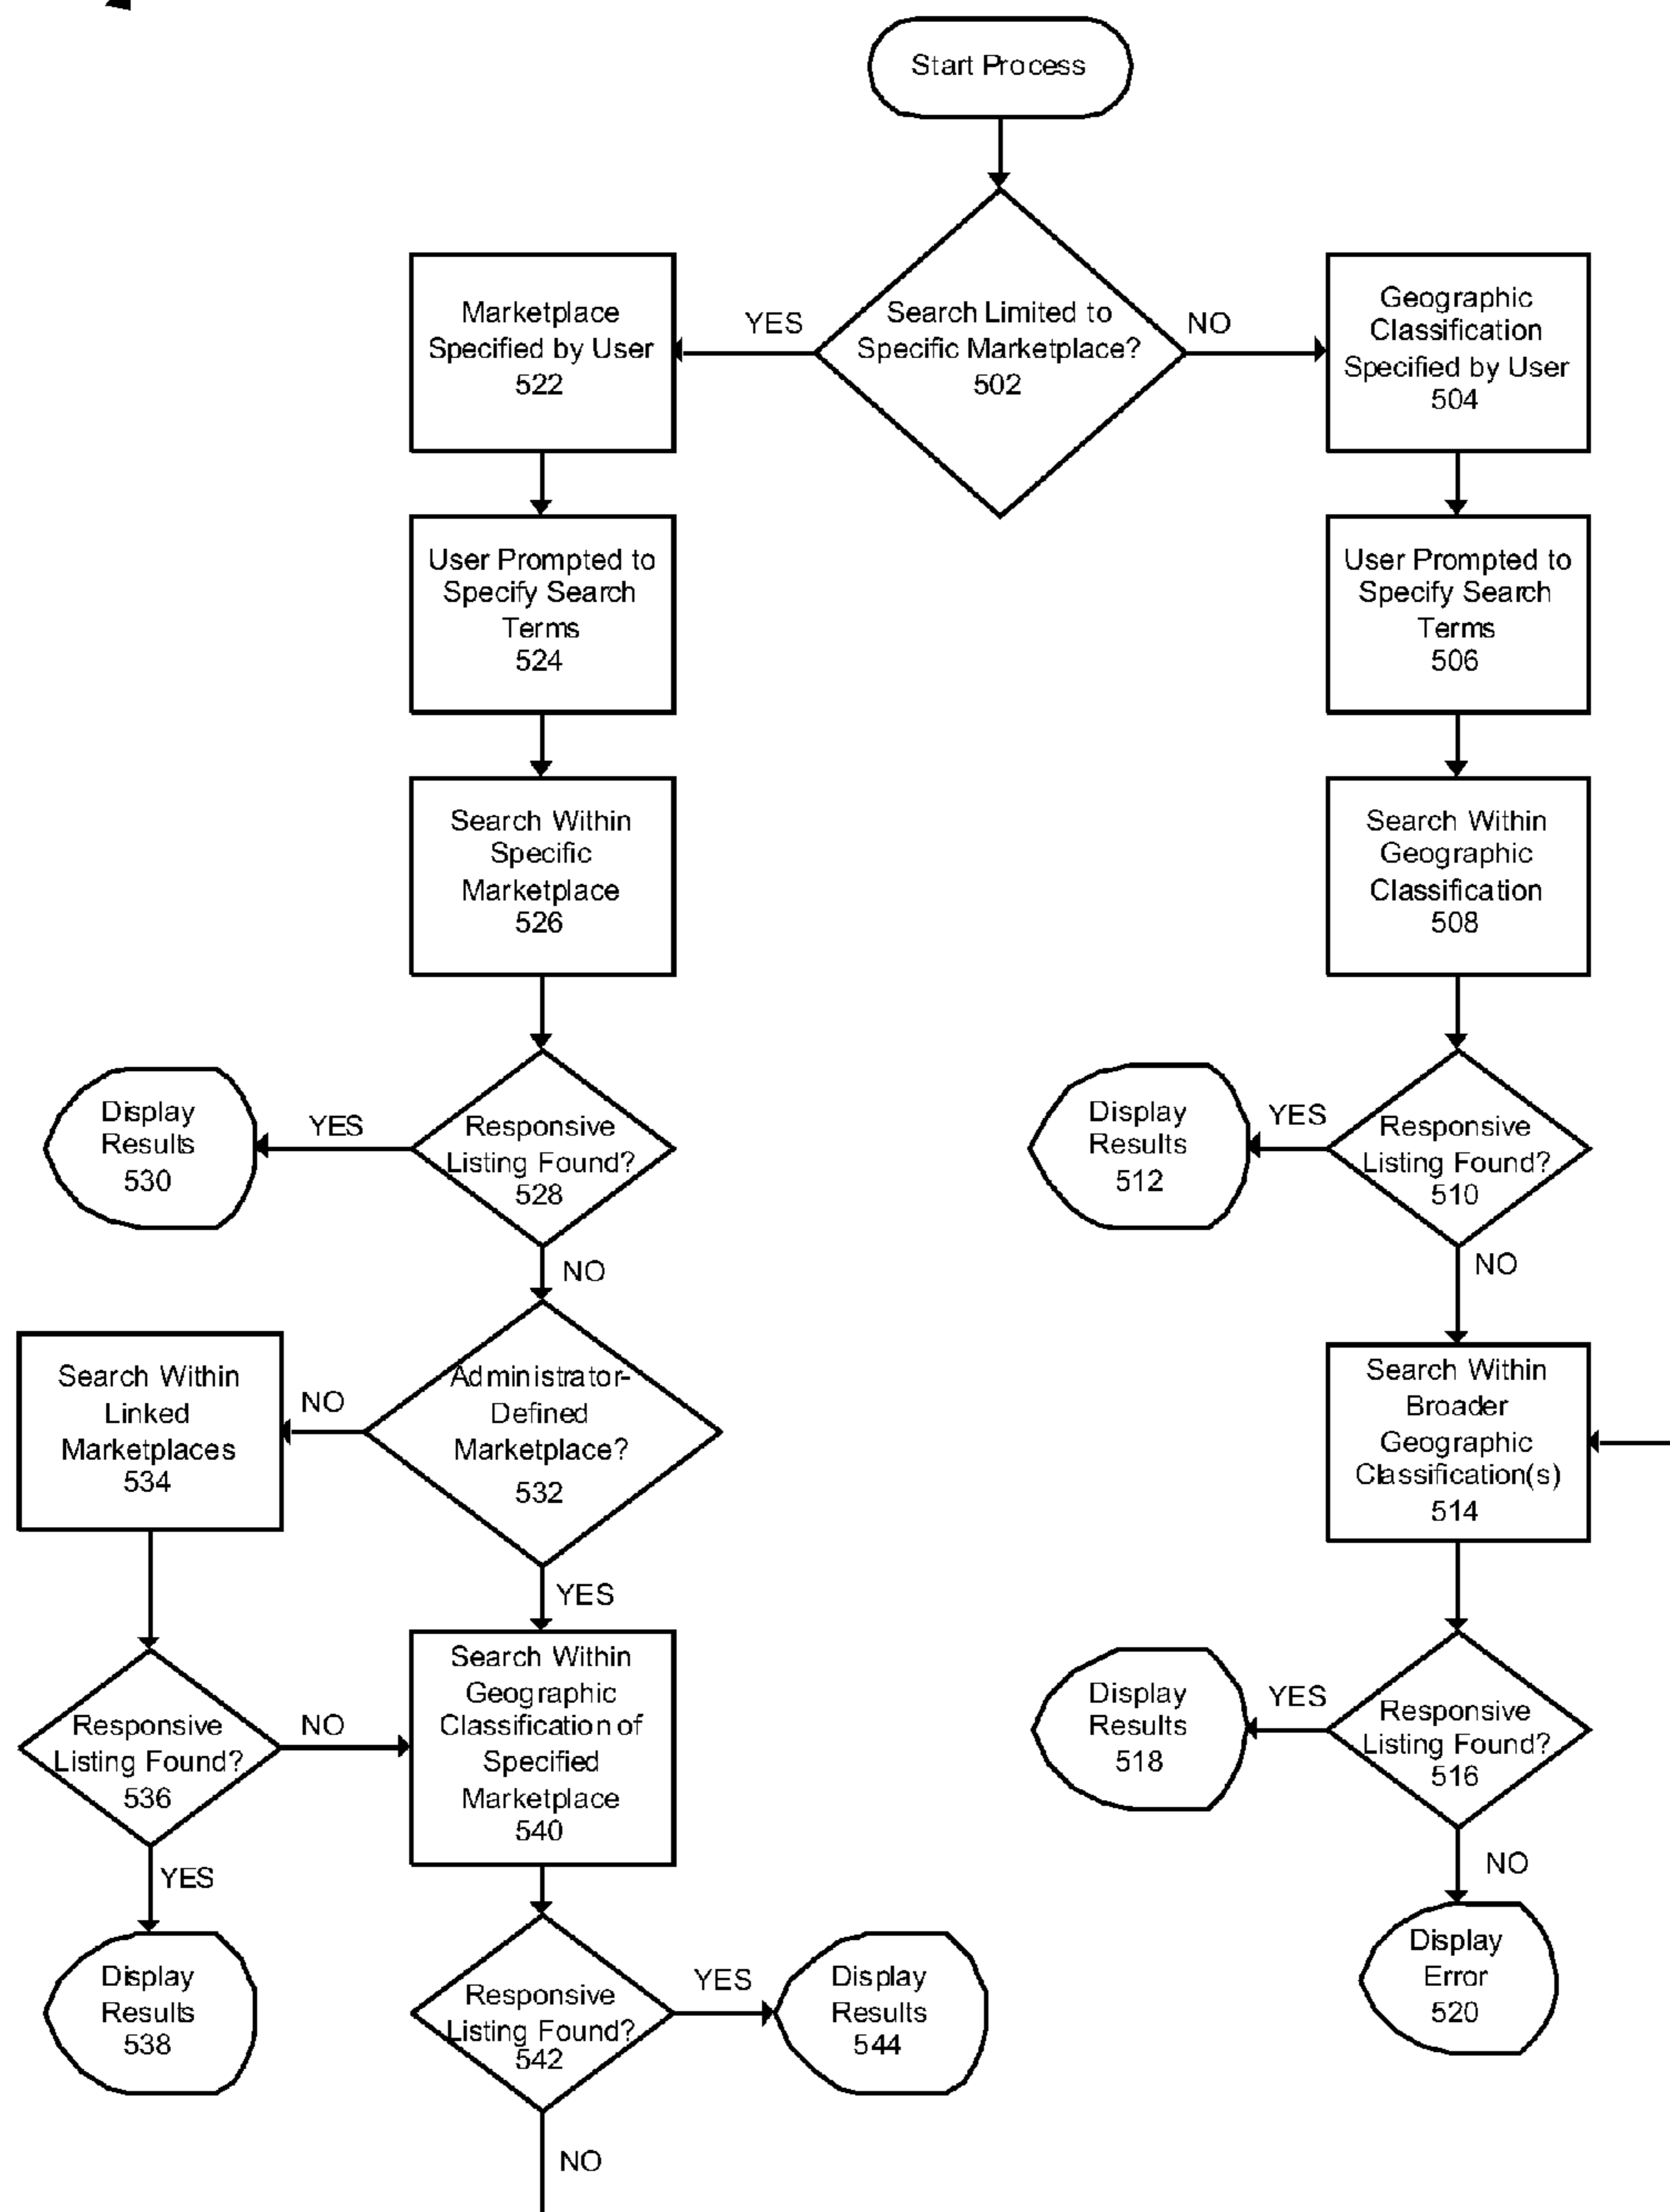 Start Process
Search Limited to
Specific Marketplace?
502
YES
NO
Marketplace
Specified by User
522
Geographic
Classification
Specified by User
504
User Prompted to
Specify Search
Terms
524
User Prompted to
Specify Search
Terms
506
Search Within
Specific
Marketplace
526
Search Within
Geographic
Classification
508
Display
Results
530
YES
Responsive
Listing Found?
528
NO
Display
Results
512
YES
Responsive
Listing Found?
510
NO
Search Within
Linked
Marketplaces
534
NO
Administrator-
Defined
Marketplace?
532
YES
Search Within
Broader
Geographic
Classification(s)
514
Responsive
Listing Found?
536
NO
YES
Search Within
Geographic
Classification of
Specified
Marketplace
540
Display
Results
518
YES
Responsive
Listing Found?
516
NO
Display
Results
538
Responsive
Listing Found?
542
YES
Display
Results
544
NO
Display
Error
520